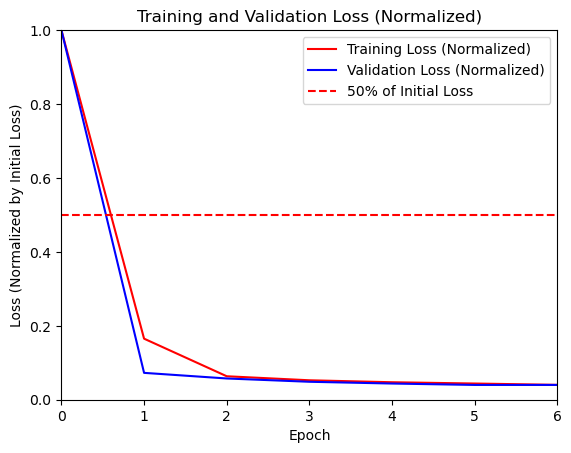 Training and Validation Loss (Normalized)
Loss (Normalized by Initial Loss)
1.0
0.8
0.6
0.4
0.2
0.0
Training Loss (Normalized)
Validation Loss (Normalized)
50% of Initial Loss
0 1 2 3 4 5 6
Epoch